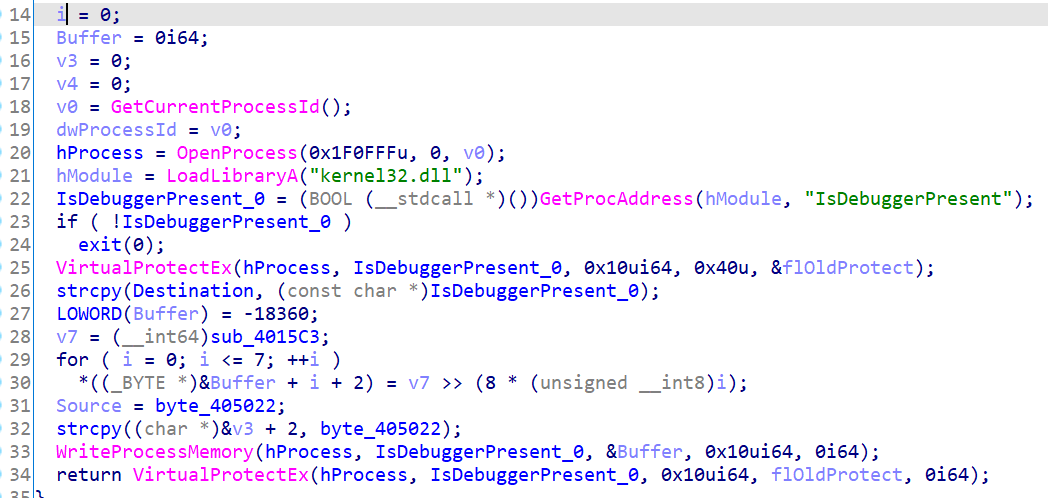 14 i = 0;
15 Buffer = 0i64;
16 v3 = 0;
17 v4 = 0;
18 v0 = GetCurrentProcessId();
19 dwProcessId = v0;
20 hProcess = OpenProcess(0x1F0FFFu, 0, v0);
21 hModule = LoadLibraryA("kernel32.dll");
22 IsDebuggerPresent_0 = (BOOL (__stdcall *)())GetProcAddress(hModule, "IsDebuggerPresent");
23 if ( !IsDebuggerPresent_0 )
24 exit(0);
25 VirtualProtectEx(hProcess, IsDebuggerPresent_0, 0x10ui64, 0x40u, &flOldProtect);
26 strcpy(Destination, (const char *)IsDebuggerPresent_0);
27 LOWORD(Buffer) = -18360;
28 v7 = (__int64)sub_4015C3;
29 for ( i = 0; i <= 7; ++i )
30 *((_BYTE *)&Buffer + i + 2) = v7 >> (8 * (unsigned __int8)i);
31 Source = byte_405022;
32 strcpy((char *)&v3 + 2, byte_405022);
33 WriteProcessMemory(hProcess, IsDebuggerPresent_0, &Buffer, 0x10ui64, 0i64);
34 return VirtualProtectEx(hProcess, IsDebuggerPresent_0, 0x10ui64, flOldProtect, 0i64);
35 }